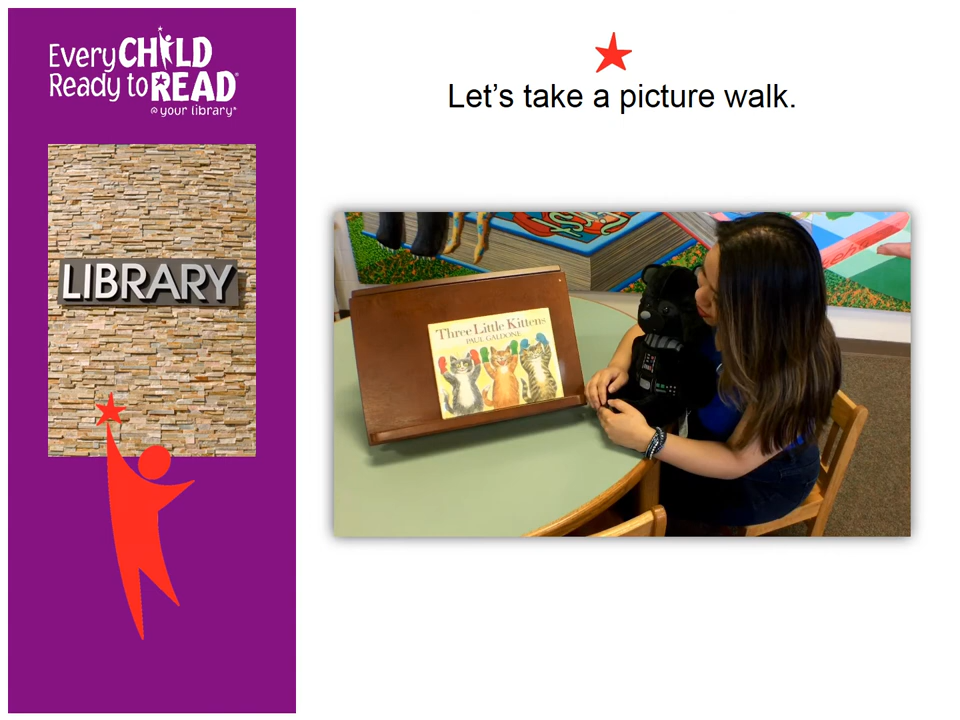 Every CHILD
Ready to READ®
@ your library®
LIBRARY
Let's take a picture walk.
Three Little Kittens
PAUL GALDONE